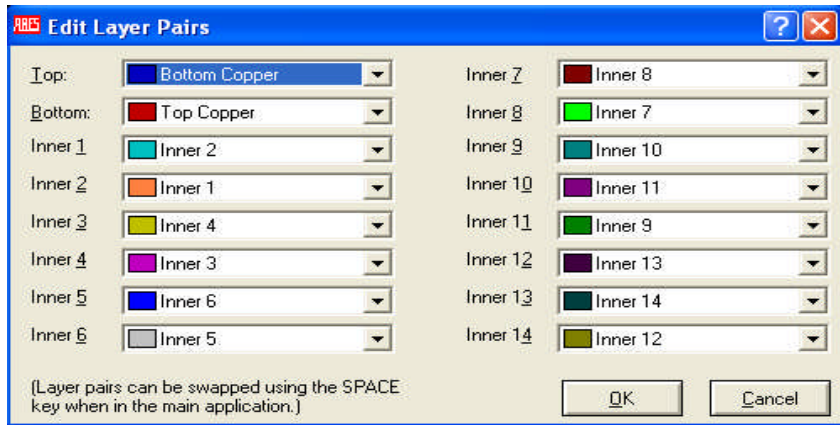 ARES Edit Layer Pairs
Top: Bottom Copper
Bottom: Top Copper
Inner 1 Inner 2
Inner 2 Inner 1
Inner 3 Inner 4
Inner 4 Inner 3
Inner 5 Inner 6
Inner 6 Inner 5
Inner 7 Inner 8
Inner 8 Inner 7
Inner 9 Inner 10
Inner 10 Inner 11
Inner 11 Inner 9
Inner 12 Inner 13
Inner 13 Inner 14
Inner 14 Inner 12
(Layer pairs can be swapped using the SPACE
key when in the main application.)
OK Cancel